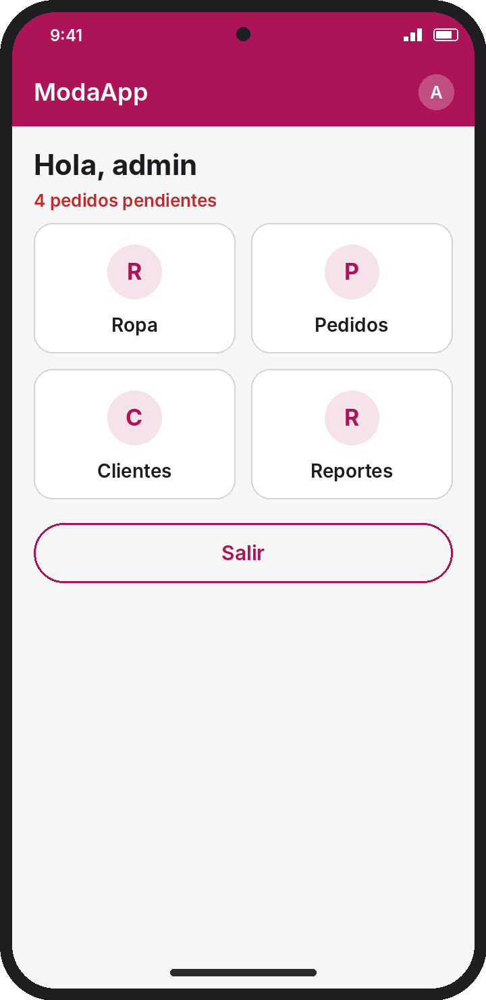 9:41
ModaApp
A
Hola, admin
4 pedidos pendientes
R
Ropa
P
Pedidos
C
Clientes
R
Reportes
Salir